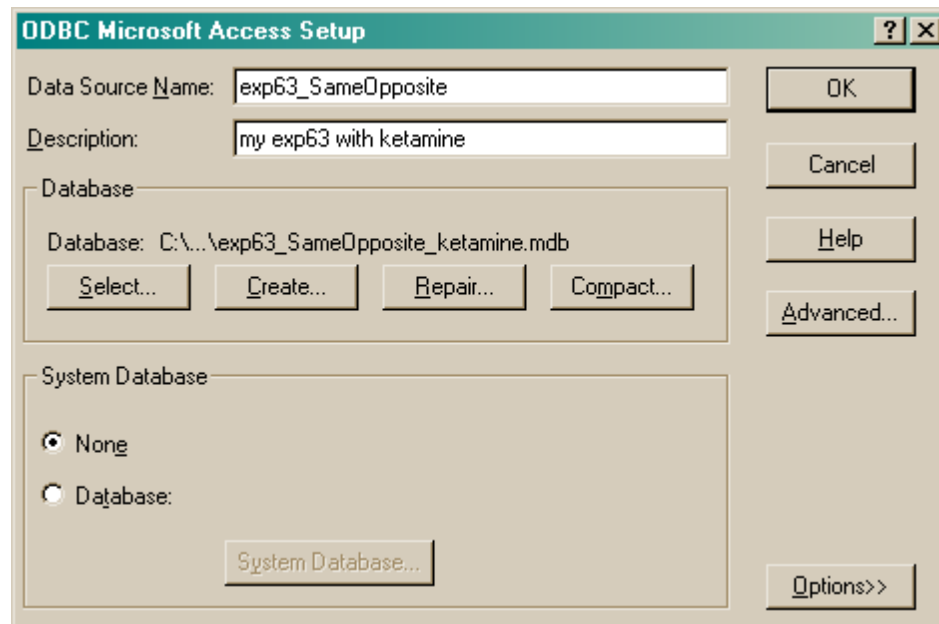 ODBC Microsoft Access Setup
Data Source Name: exp63_SameOpposite
OK
Description: my exp63 with ketamine
Cancel
Database
Database: C:\...\exp63_SameOpposite_ketamine.mdb
Help
Select... Create... Repair... Compact...
Advanced...
System Database
None
Database:
System Database...
Options>>